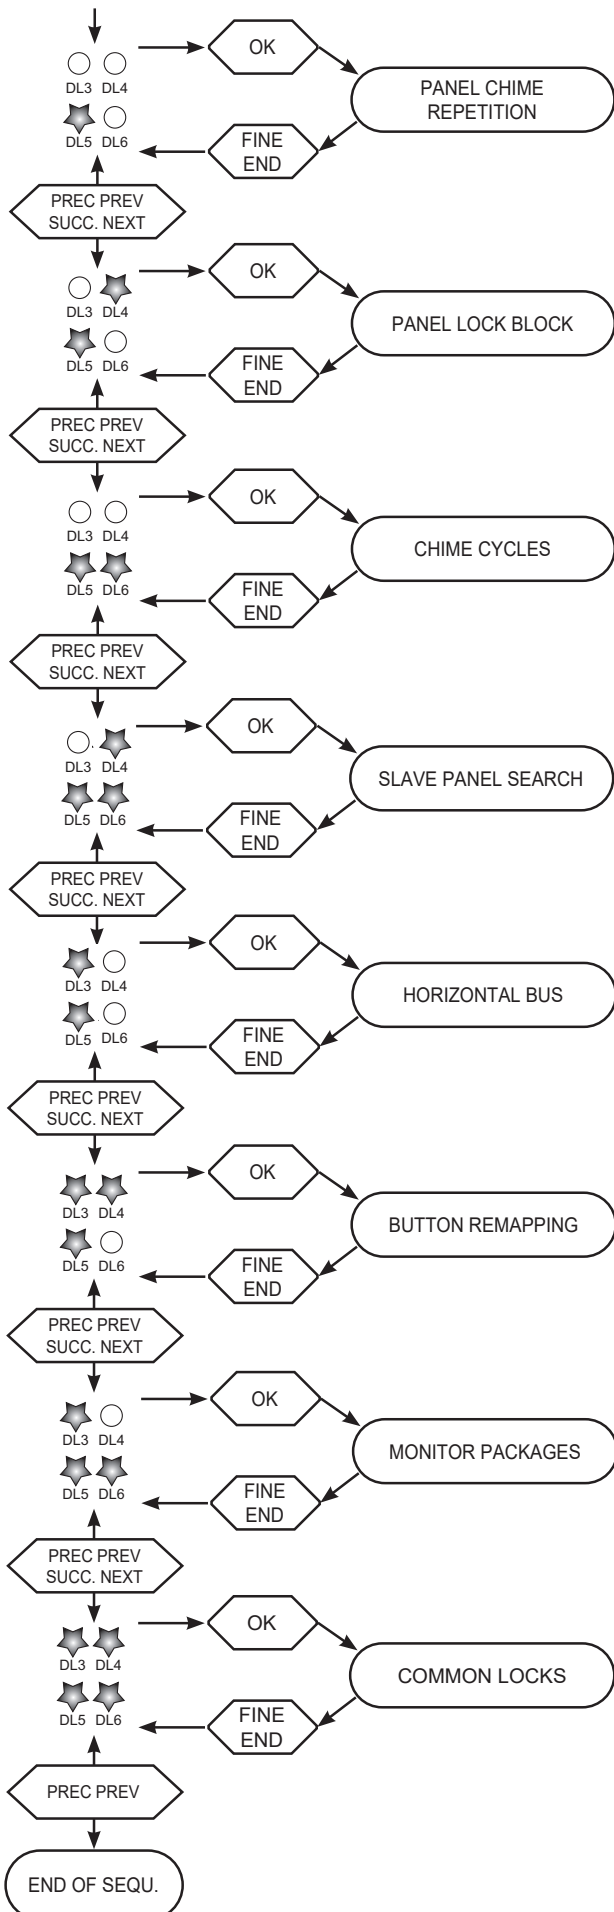 OK
DL3 DL4
PANEL CHIME
REPETITION
DL5 DL6
FINE
END
PREC PREV
SUCC. NEXT
OK
DL3 DL4
PANEL LOCK BLOCK
DL5 DL6
FINE
END
PREC PREV
SUCC. NEXT
OK
DL3 DL4
CHIME CYCLES
DL5 DL6
FINE
END
PREC PREV
SUCC. NEXT
OK
DL3 DL4
SLAVE PANEL SEARCH
DL5 DL6
FINE
END
PREC PREV
SUCC. NEXT
OK
DL3 DL4
HORIZONTAL BUS
DL5 DL6
FINE
END
PREC PREV
SUCC. NEXT
OK
DL3 DL4
BUTTON REMAPPING
DL5 DL6
FINE
END
PREC PREV
SUCC. NEXT
OK
DL3 DL4
MONITOR PACKAGES
DL5 DL6
FINE
END
PREC PREV
SUCC. NEXT
OK
DL3 DL4
COMMON LOCKS
DL5 DL6
FINE
END
PREC PREV
END OF SEQU.